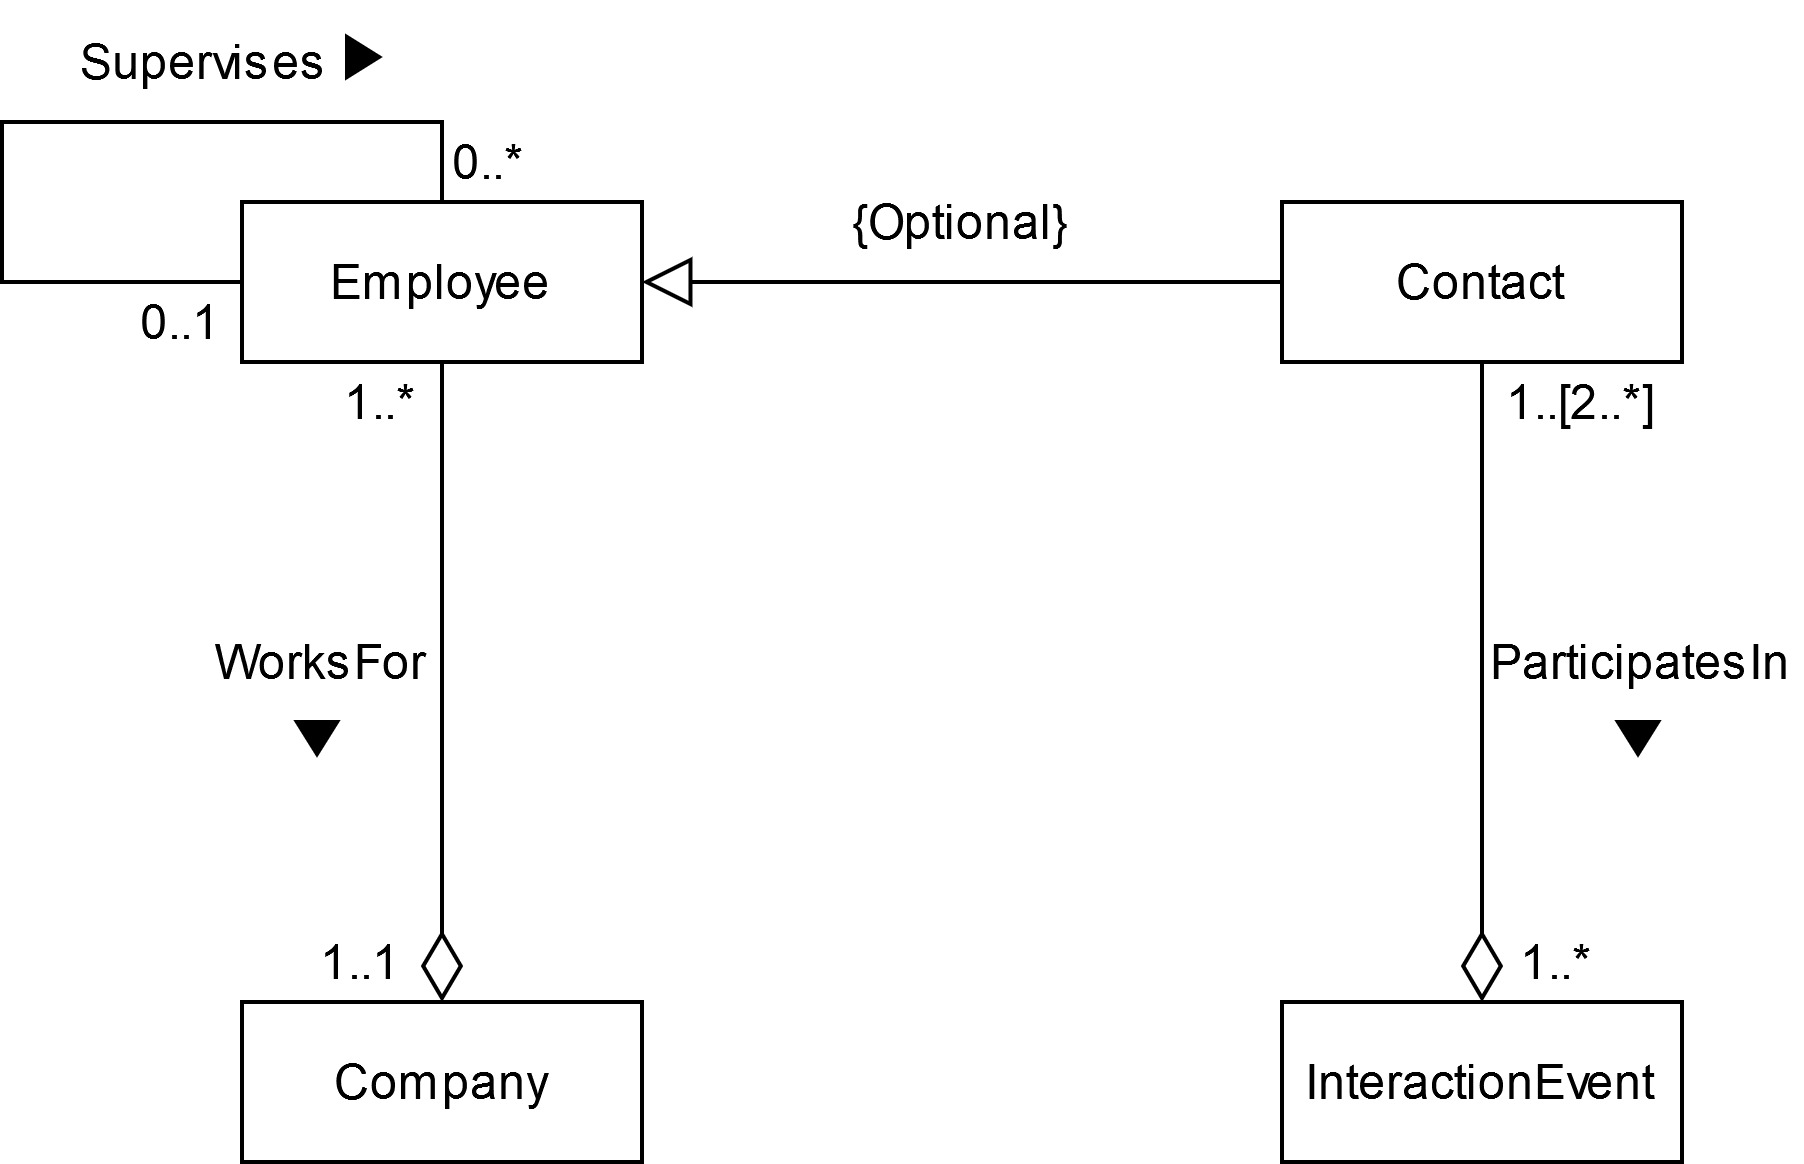 Supervises
0..*
{Optional}
Employee
Contact
0..1
1..*
1..[2..*]
WorksFor
ParticipatesIn
1..1
1..*
Company
InteractionEvent